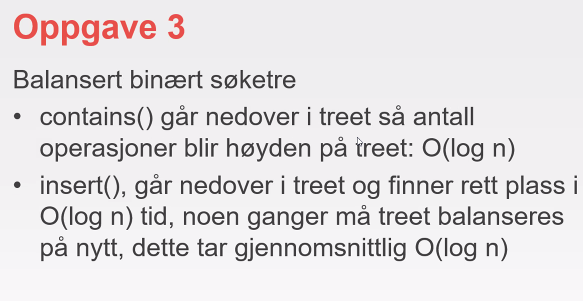 Oppgave 3
Balansert binært søketre
• contains() går nedover i treet så antall
operasjoner blir høyden på treet: O(log n)
• insert(), går nedover i treet og finner rett plass i
O(log n) tid, noen ganger må treet balanseres
på nytt, dette tar gjennomsnittlig O(log n)